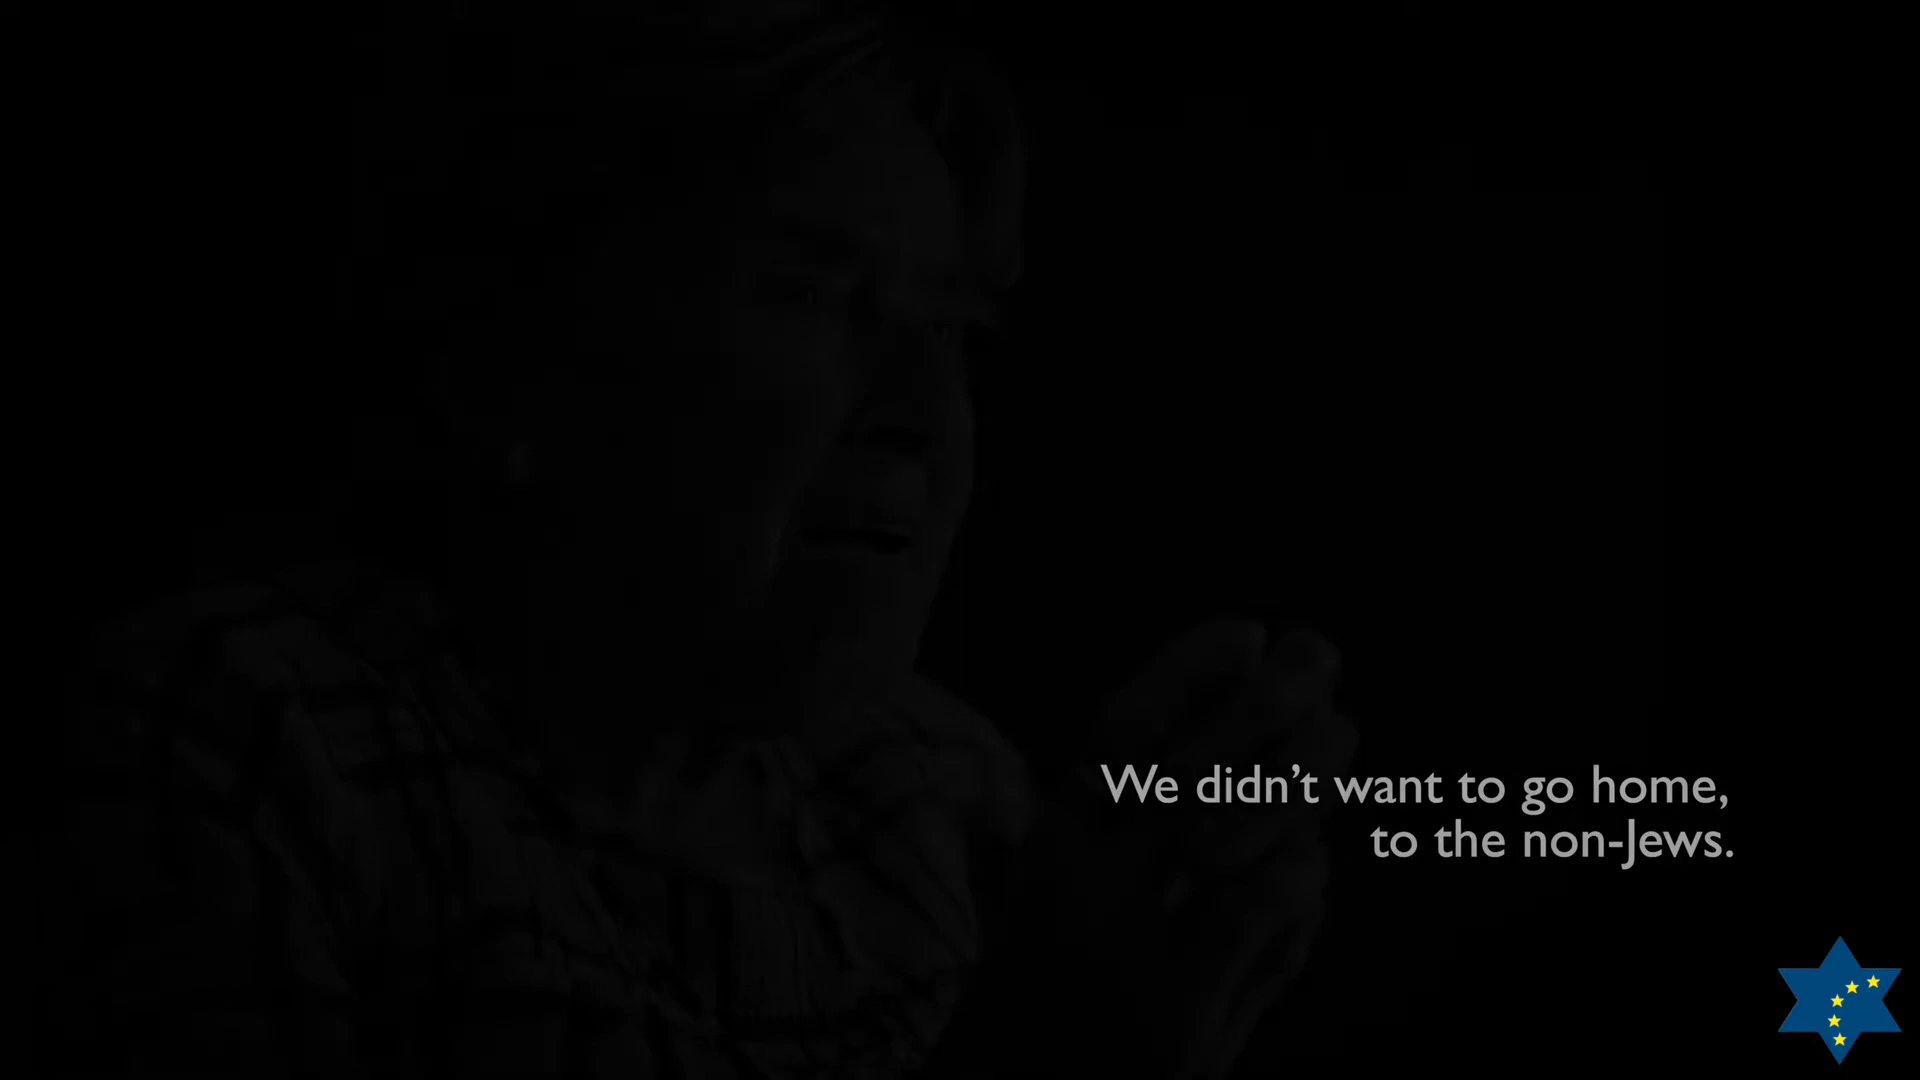 We didn’t want to go home,
to the non-Jews.